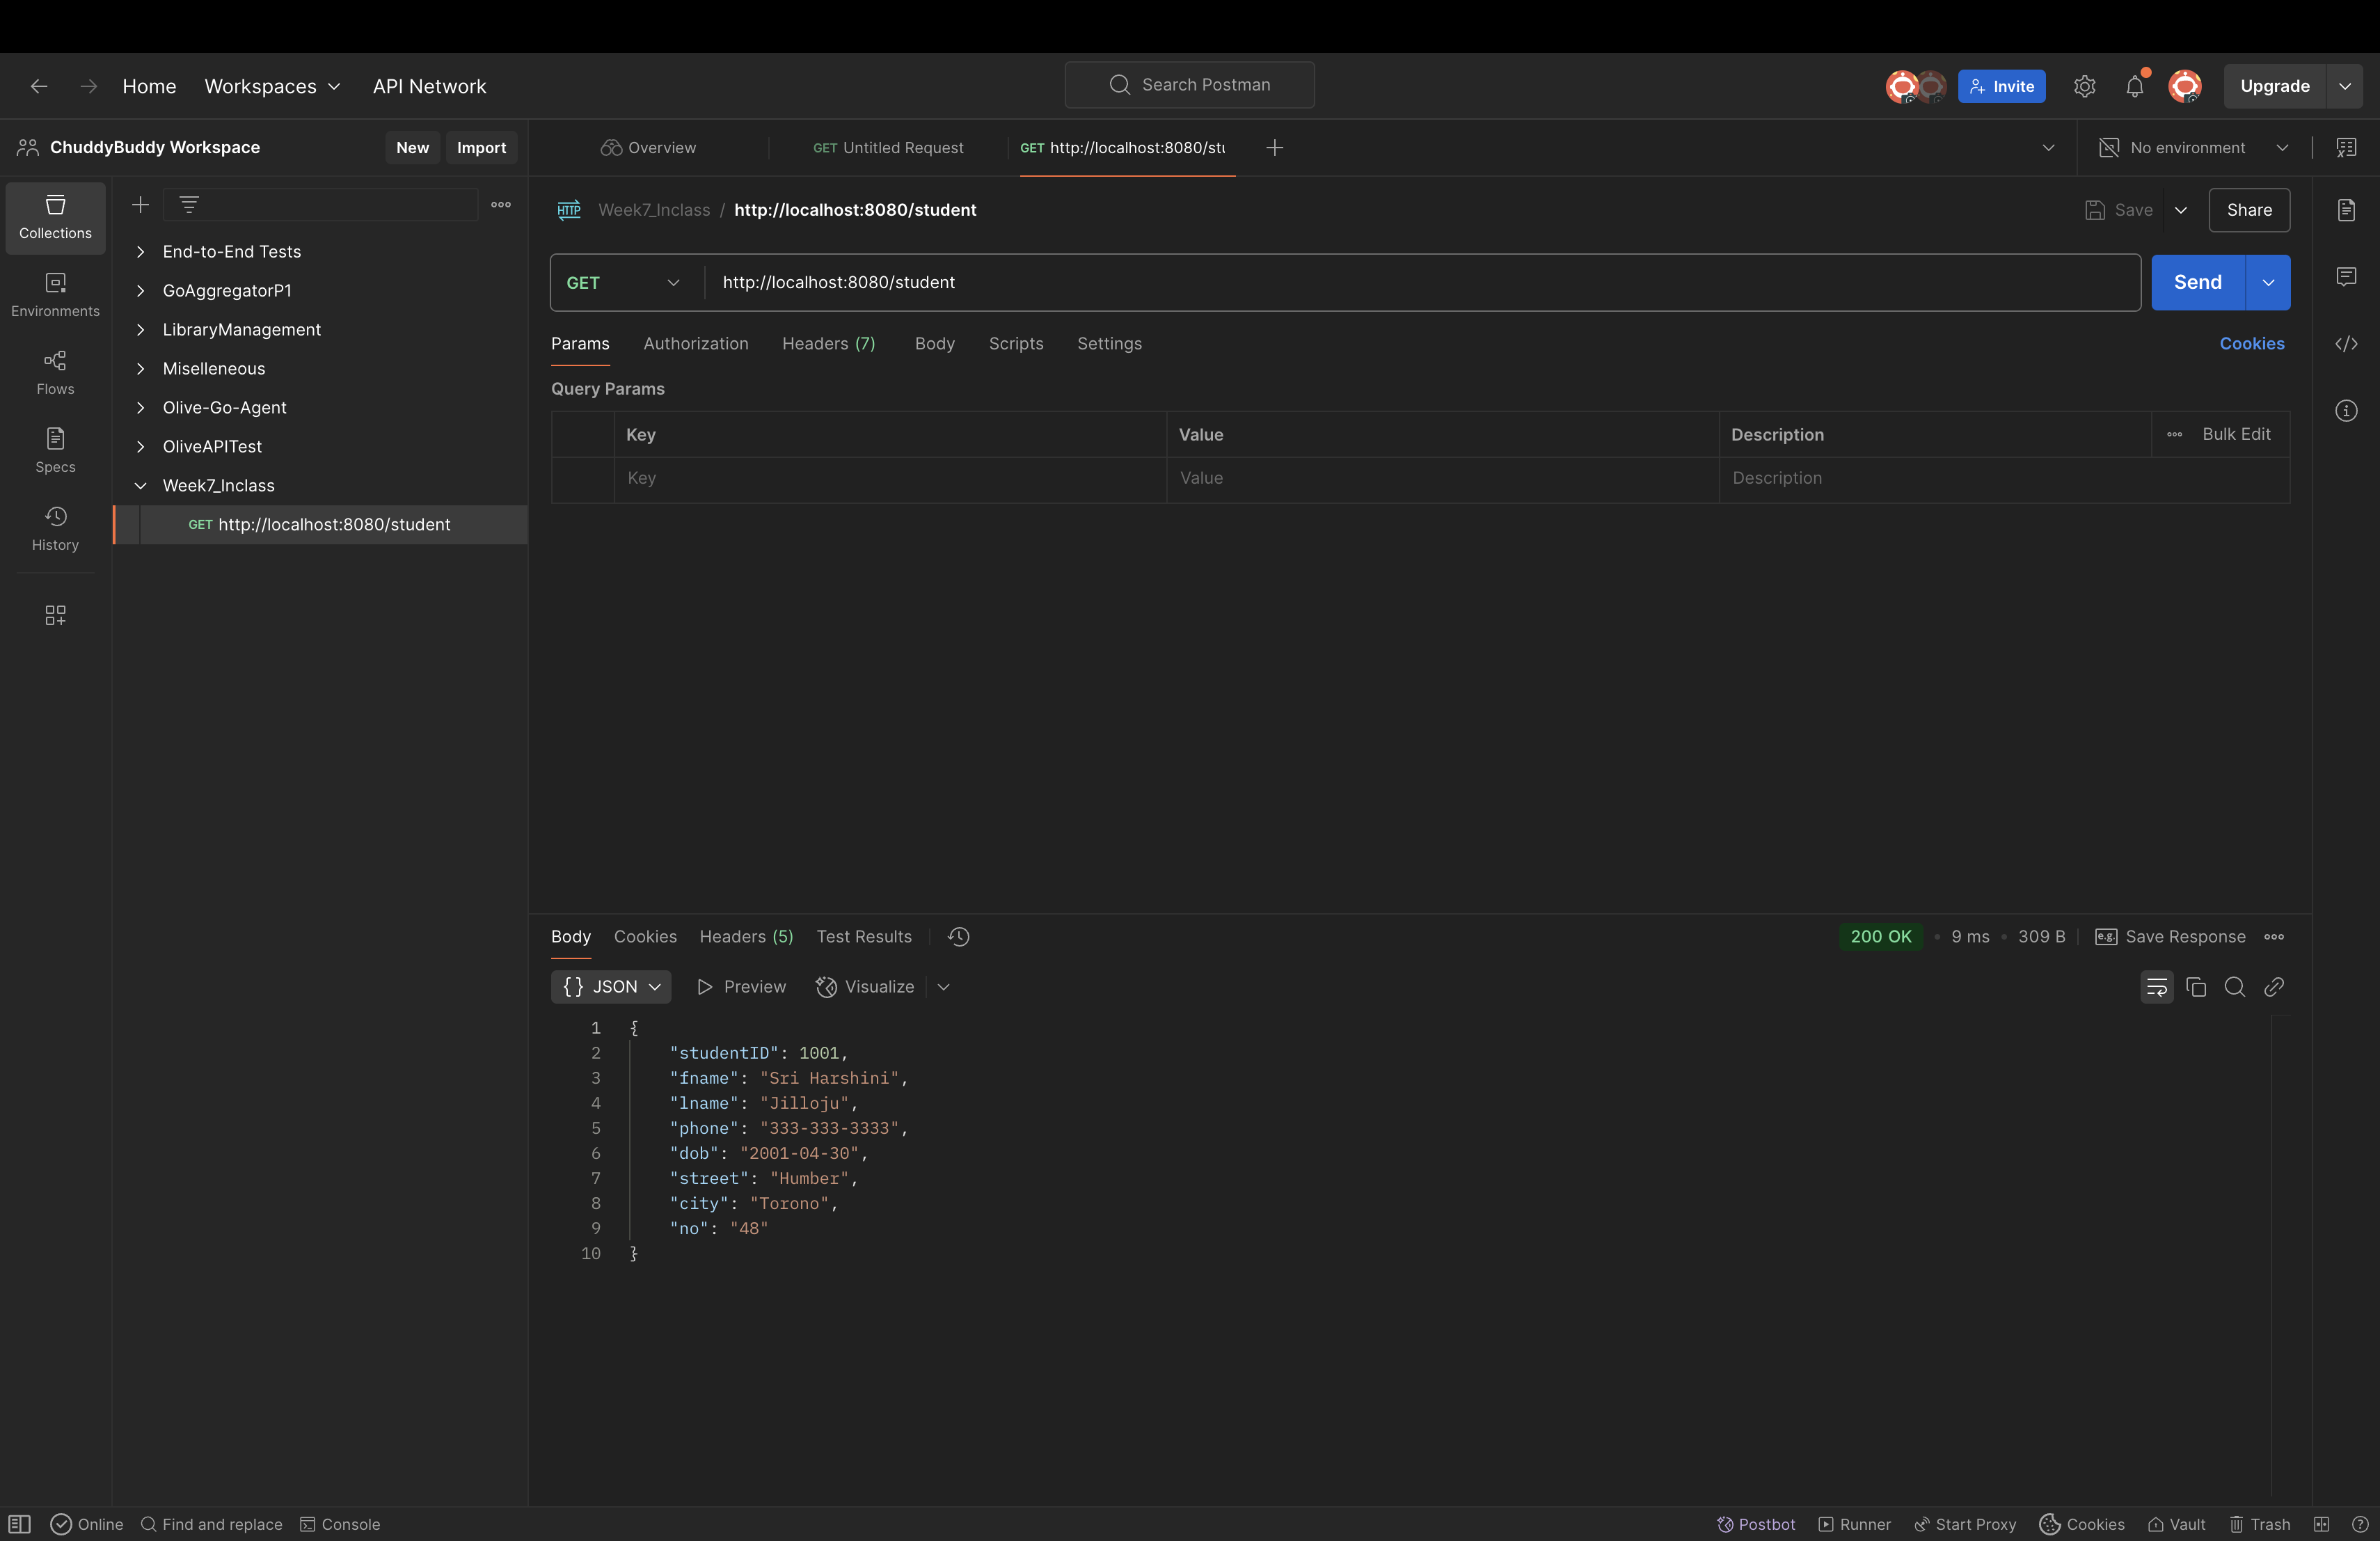 Home Workspaces API Network Search Postman Invite Upgrade
ChuddyBuddy Workspace New Import Overview GET Untitled Request GET http://localhost:8080/stu No environment
Collections
Environments
Flows
Specs
History
End-to-End Tests
GoAggregatorP1
LibraryManagement
Miselleneous
Olive-Go-Agent
OliveAPITest
Week7_Inclass
GET http://localhost:8080/student
HTTP Week7_Inclass / http://localhost:8080/student Save Share
GET http://localhost:8080/student Send
Params Authorization Headers (7) Body Scripts Settings Cookies
Query Params
Key Value Description Bulk Edit
Key Value Description
Body Cookies Headers (5) Test Results 200 OK • 9 ms • 309 B e.g. Save Response
{} JSON Preview Visualize
1 {
2 "studentID": 1001,
3 "fname": "Sri Harshini",
4 "lname": "Jilloju",
5 "phone": "333-333-3333",
6 "dob": "2001-04-30",
7 "street": "Humber",
8 "city": "Torono",
9 "no": "48"
10 }
Online Find and replace Console Postbot Runner Start Proxy Cookies Vault Trash